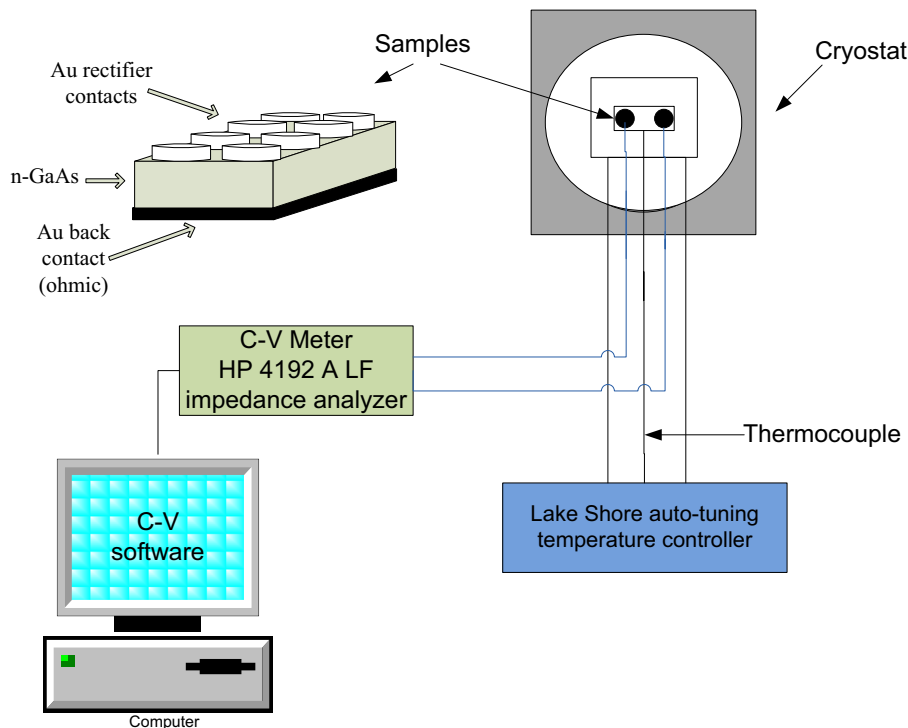 Samples
Cryostat
Au rectifier
contacts
n-GaAs
Au back
contact
(ohmic)
C-V Meter
HP 4192 A LF
impedance analyzer
Thermocouple
Lake Shore auto-tuning
temperature controller
C-V
software
Computer